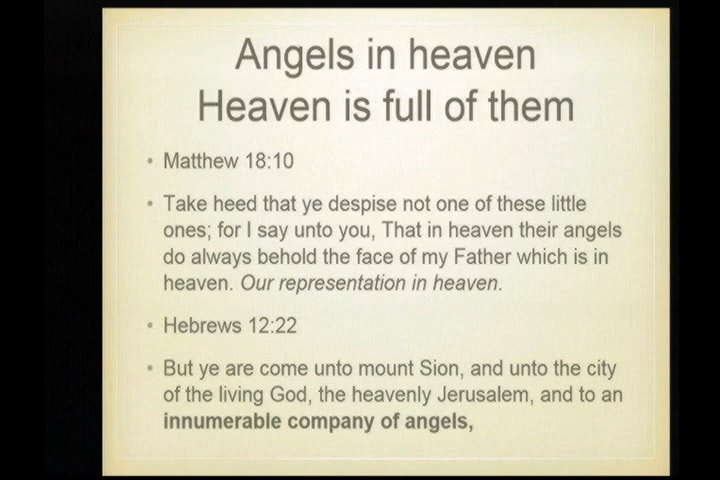 Angels in heaven
Heaven is full of them
• Matthew 18:10
• Take heed that ye despise not one of these little
ones; for I say unto you, That in heaven their angels
do always behold the face of my Father which is in
heaven. Our representation in heaven.
• Hebrews 12:22
• But ye are come unto mount Sion, and unto the city
of the living God, the heavenly Jerusalem, and to an
innumerable company of angels,